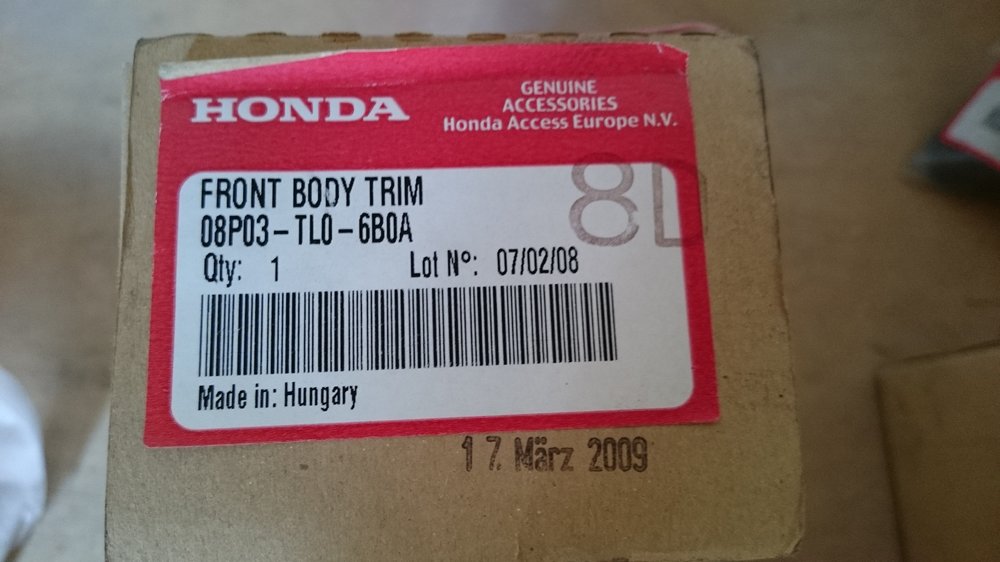 HONDA
GENUINE
ACCESSORIES
Honda Access Europe N.V.
FRONT BODY TRIM
08P03-TL0-6B0A
8L
Qty: 1 Lot Nº: 07/02/08
Made in: Hungary
17. März 2009